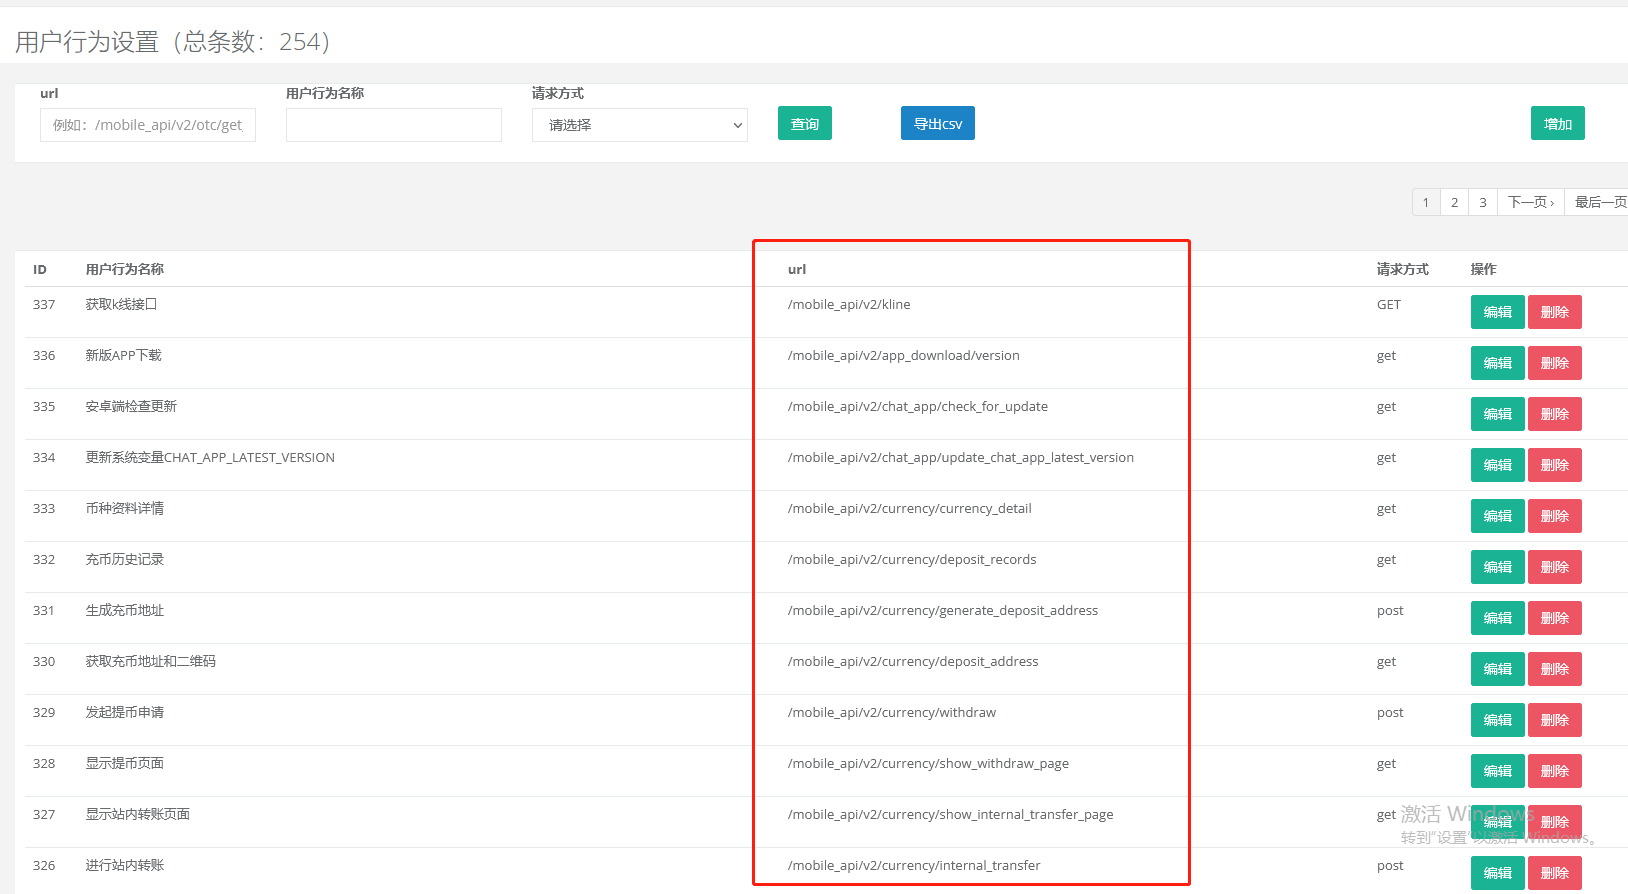 用户行为设置（总条数：254）
url 用户行为名称 请求方式
例如：/mobile_api/v2/otc/get_ 请选择 查询 导出csv 增加
1 2 3 下一页 › 最后一页
ID 用户行为名称 url 请求方式 操作
337 获取k线接口 /mobile_api/v2/kline GET 编辑 删除
336 新版APP下载 /mobile_api/v2/app_download/version get 编辑 删除
335 安卓端检查更新 /mobile_api/v2/chat_app/check_for_update get 编辑 删除
334 更新系统变量CHAT_APP_LATEST_VERSION /mobile_api/v2/chat_app/update_chat_app_latest_version get 编辑 删除
333 币种资料详情 /mobile_api/v2/currency/currency_detail get 编辑 删除
332 充币历史记录 /mobile_api/v2/currency/deposit_records get 编辑 删除
331 生成充币地址 /mobile_api/v2/currency/generate_deposit_address post 编辑 删除
330 获取充币地址和二维码 /mobile_api/v2/currency/deposit_address get 编辑 删除
329 发起提币申请 /mobile_api/v2/currency/withdraw post 编辑 删除
328 显示提币页面 /mobile_api/v2/currency/show_withdraw_page get 编辑 删除
327 显示站内转账页面 /mobile_api/v2/currency/show_internal_transfer_page get 编辑 删除
激活 Windows
转到"设置"以激活 Windows。
326 进行站内转账 /mobile_api/v2/currency/internal_transfer post 编辑 删除